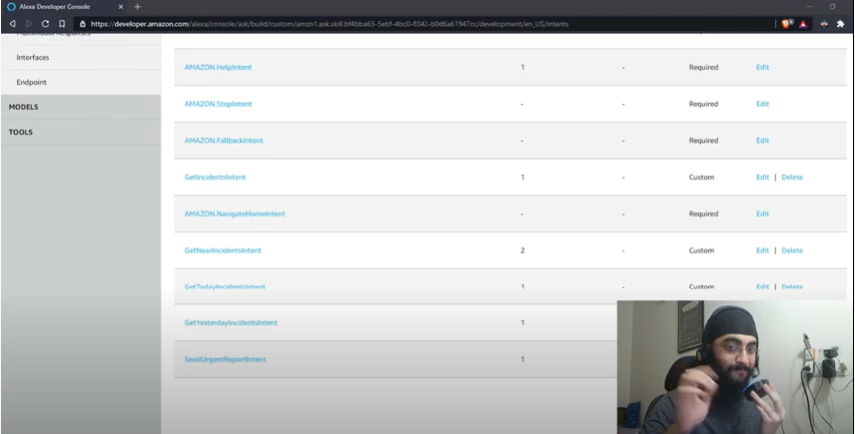 Alexa Developer Console
https://developer.amazon.com/alexa/console/ask/build/custom/amzn1.ask.skill.bf4bba63-5ebf-4bc0-8342-b0d6a61947cc/development/en_US/intents
Interfaces
Endpoint
MODELS
TOOLS
AMAZON.HelpIntent 1 - Required Edit
AMAZON.StopIntent - - Required Edit
AMAZON.FallbackIntent - - Required Edit
GetIncidentsIntent 1 - Custom Edit | Delete
AMAZON.NavigateHomeIntent - - Required Edit
GetNearIncidentsIntent 2 - Custom Edit | Delete
GetTodayIncidentsIntent 1 - Custom Edit | Delete
GetYesterdayIncidentsIntent 1
SendUrgentReportIntent 1